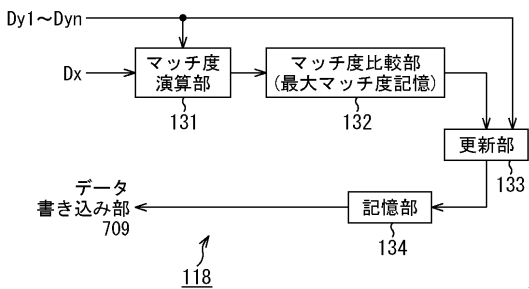 Dy1～Dyn
Dx
マッチ度
演算部
131
マッチ度比較部
(最大マッチ度記憶)
132
更新部
133
データ
書き込み部
709
記憶部
134
118